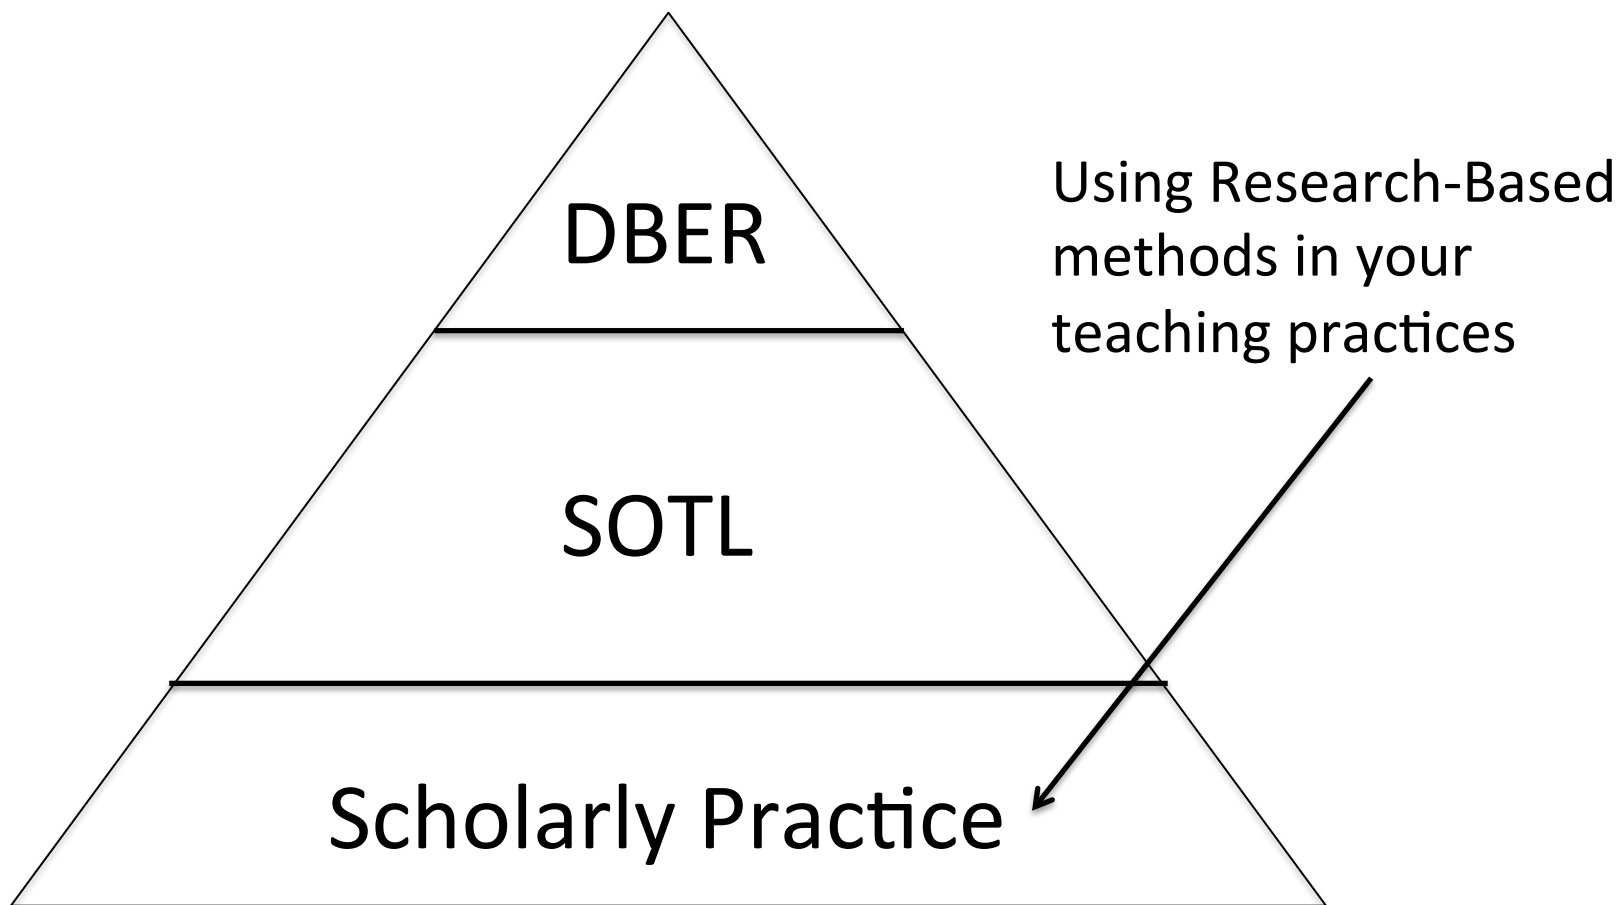 DBER
Using Research-Based
methods in your
teaching practices
SOTL
Scholarly Practice